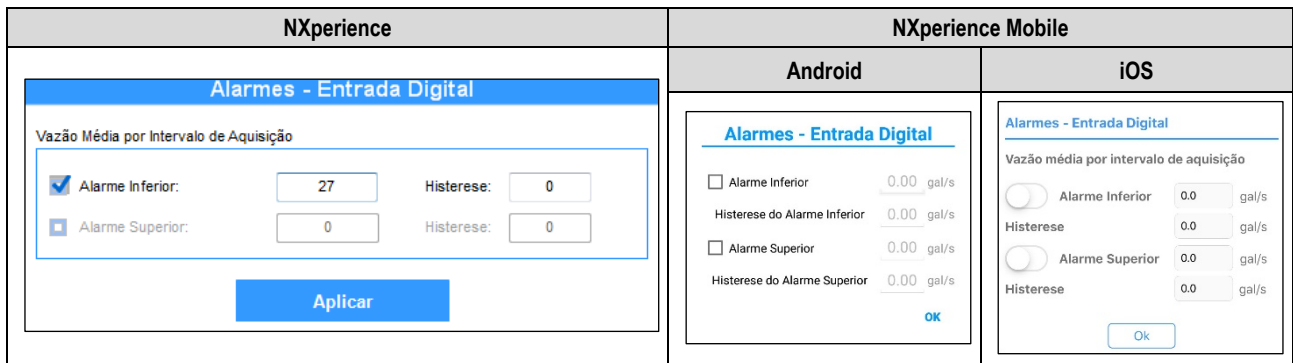 NXperience
NXperience Mobile
Android
iOS
Alarmes - Entrada Digital
Vazão Média por Intervalo de Aquisição
Alarme Inferior: 27 Histerese: 0
Alarme Superior: 0 Histerese: 0
Aplicar
Alarmes - Entrada Digital
Alarme Inferior 0.00 gal/s
Histerese do Alarme Inferior 0.00 gal/s
Alarme Superior 0.00 gal/s
Histerese do Alarme Superior 0.00 gal/s
OK
Alarmes - Entrada Digital
Vazão média por intervalo de aquisição
Alarme Inferior 0.0 gal/s
Histerese 0.0 gal/s
Alarme Superior 0.0 gal/s
Histerese 0.0 gal/s
Ok